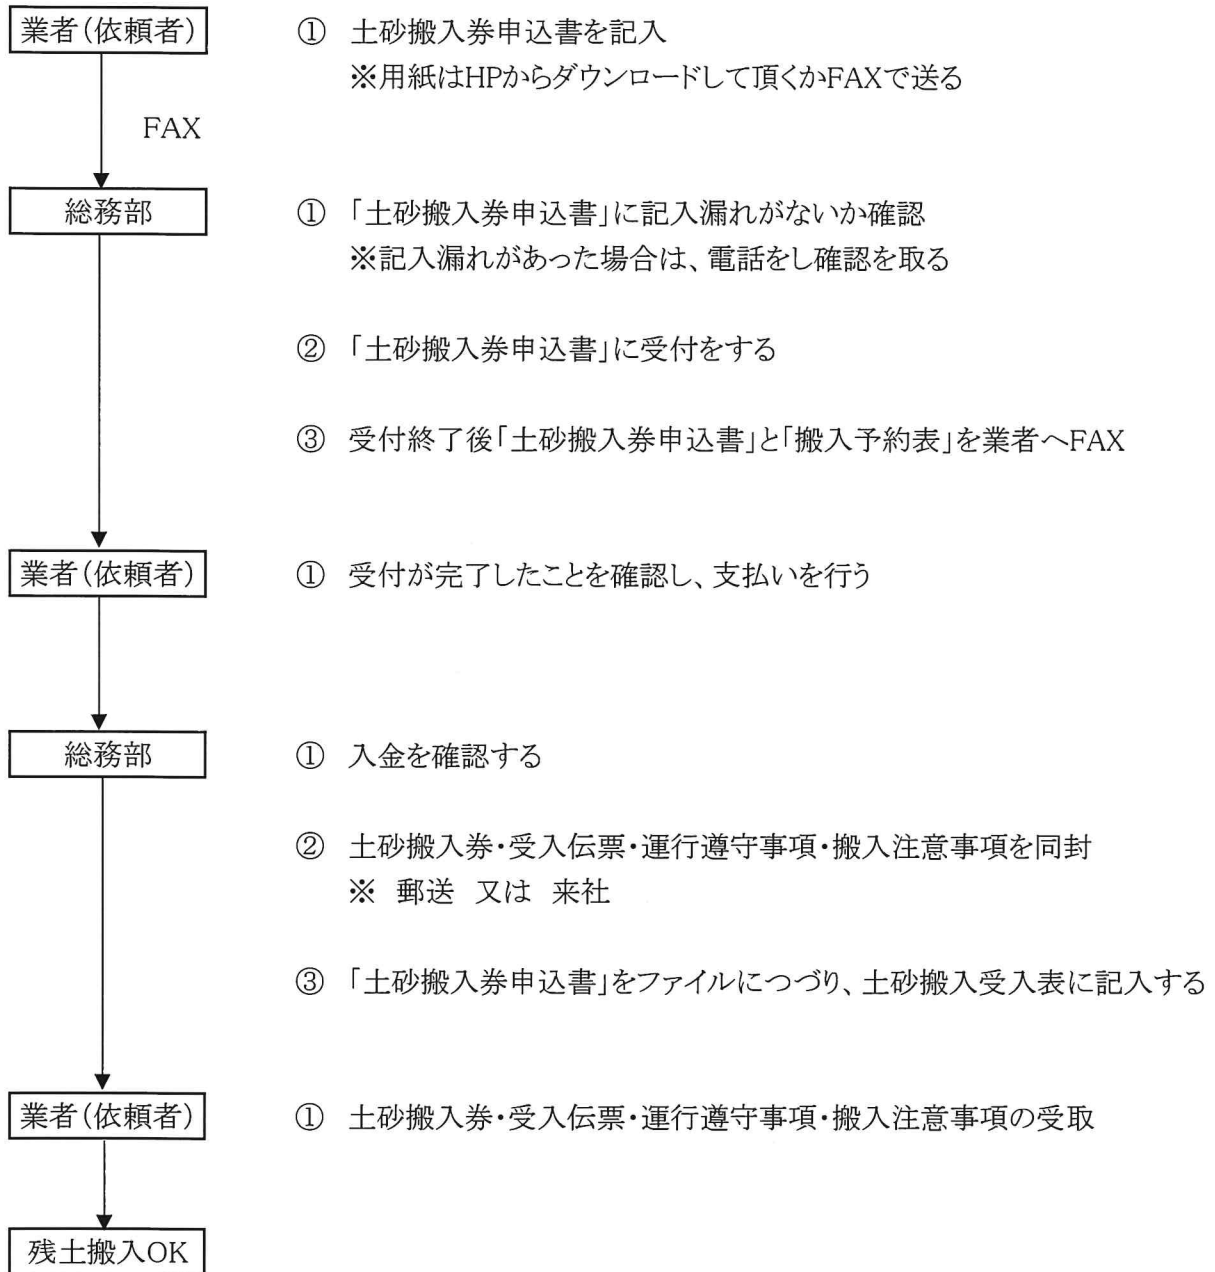 業者(依頼者)
① 土砂搬入券申込書を記入
※用紙はHPからダウンロードして頂くかFAXで送る
FAX
総務部
① 「土砂搬入券申込書」に記入漏れがないか確認
※記入漏れがあった場合は、電話をし確認を取る
② 「土砂搬入券申込書」に受付をする
③ 受付終了後「土砂搬入券申込書」と「搬入予約表」を業者へFAX
業者(依頼者)
① 受付が完了したことを確認し、支払いを行う
総務部
① 入金を確認する
② 土砂搬入券・受入伝票・運行遵守事項・搬入注意事項を同封
※ 郵送 又は 来社
③ 「土砂搬入券申込書」をファイルにつづり、土砂搬入受入表に記入する
業者(依頼者)
① 土砂搬入券・受入伝票・運行遵守事項・搬入注意事項の受取
残土搬入OK